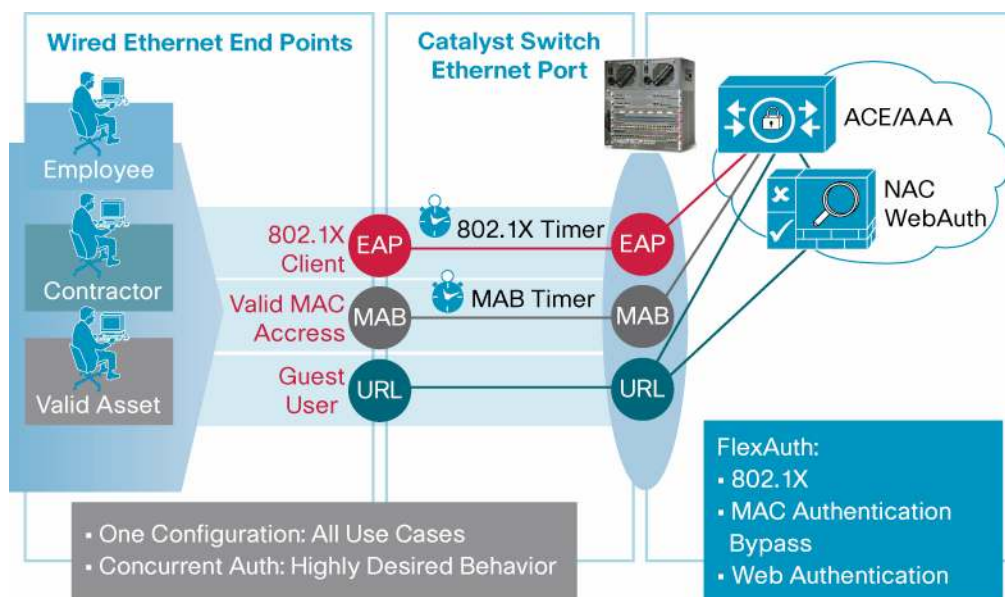 Wired Ethernet End Points
Catalyst Switch
Ethernet Port
Employee
Contractor
Valid Asset
802.1X
Client
EAP
802.1X Timer
EAP
Valid MAC
Accress
MAB
MAB Timer
MAB
Guest
User
URL
URL
ACE/AAA
NAC
WebAuth
▪ One Configuration: All Use Cases
▪ Concurrent Auth: Highly Desired Behavior
FlexAuth:
▪ 802.1X
▪ MAC Authentication
Bypass
▪ Web Authentication